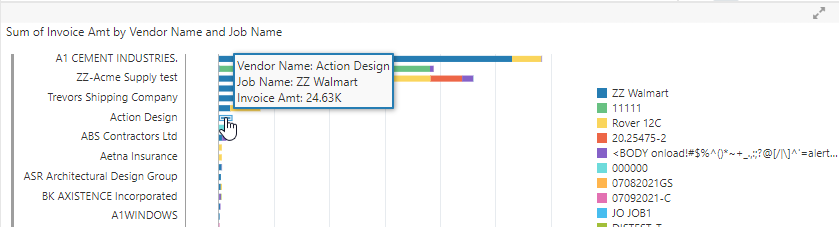 Sum of Invoice Amt by Vendor Name and Job Name
A1 CEMENT INDUSTRIES.
ZZ-Acme Supply test
Trevors Shipping Company
Action Design
ABS Contractors Ltd
Aetna Insurance
ASR Architectural Design Group
BK AXISTENCE Incorporated
A1WINDOWS
Vendor Name: Action Design
Job Name: ZZ Walmart
Invoice Amt: 24.63K
ZZ Walmart
11111
Rover 12C
20.25475-2
<BODY onload!#$%^()*~+_,.;?@[/|\]^'=alert...
000000
07082021GS
07092021-C
JO JOB1